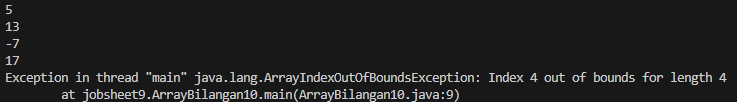 5
13
-7
17
Exception in thread "main" java.lang.ArrayIndexOutOfBoundsException: Index 4 out of bounds for length 4
at jobsheet9.ArrayBilangan10.main(ArrayBilangan10.java:9)